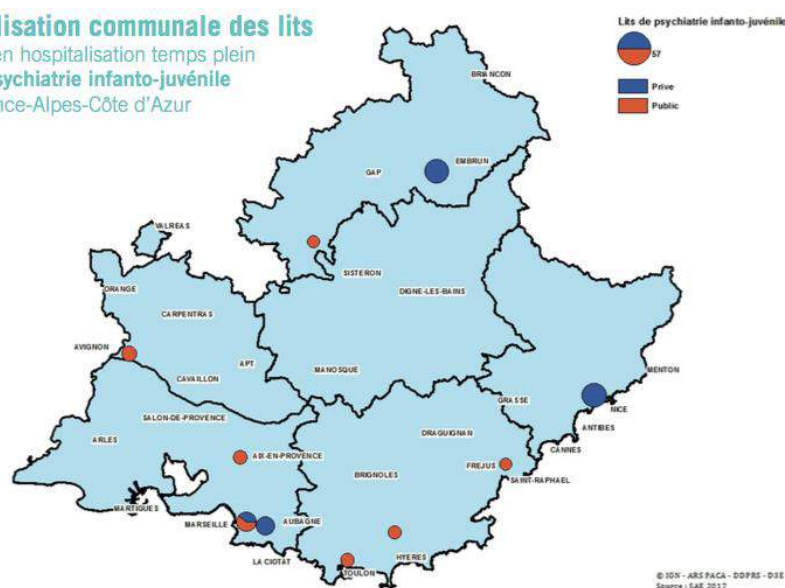 lisation communale des lits
en hospitalisation temps plein
sychiatrie infanto-juvénile
nce-Alpes-Côte d'Azur
Lits de psychiatrie infanto-juvénile
57
Prive
Public
BRIANCON
EMBRUN
GAP
VALREAS
SISTERON
ORANGE
DIGNE-LES-BAINS
CARPENTRAS
AVIGNON
APT
MANOSQUE
MENTON
CAVAILLON
GRASSE
NICE
SALON-DE-PROVENCE
ANTIBES
DRAGUIGNAN
ARLES
CANNES
AIX-EN-PROVENCE
FREJUS
BRIGNOLES
SAINT-RAPHAEL
MARTIGUES
MARSEILLE
AUBAGNE
HYERES
LA CIOTAT
TOULON
© IGN - ARS PACA - DDPRS - DSE
Source : SAE 2017